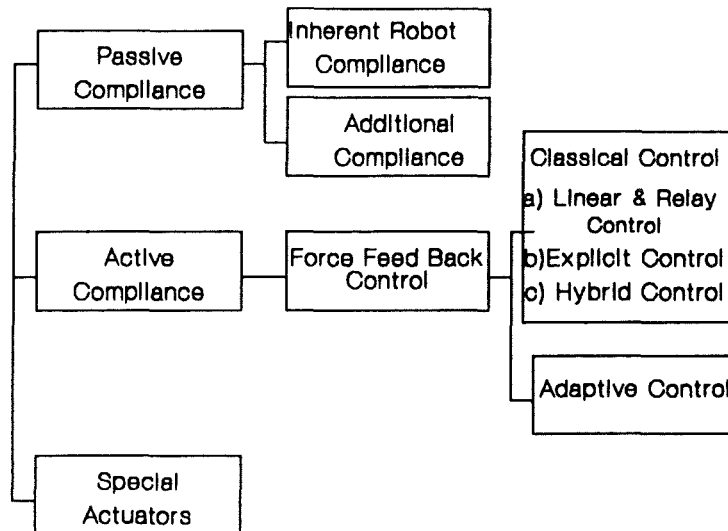 Passive
Compliance
Inherent Robot
Compliance
Additional
Compliance
Active
Compliance
Force Feed Back
Control
Classical Control
a) Linear & Relay
Control
b)Explicit Control
c) Hybrid Control
Adaptive Control
Special
Actuators